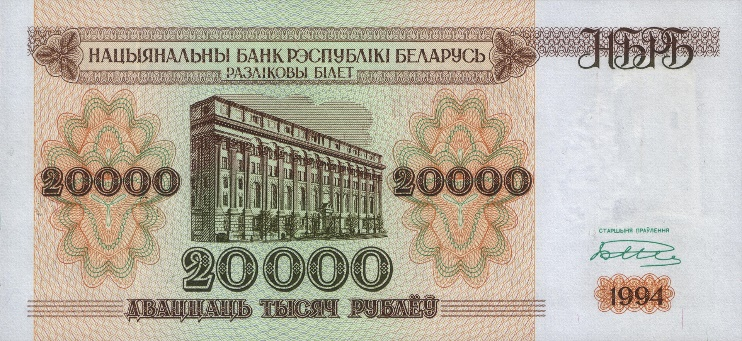 НАЦЫЯНАЛЬНЫ БАНК РЭСПУБЛІКІ БЕЛАРУСЬ
РАЗЛІКОВЫ БІЛЕТ
НБРБ
20000
20000
20000
ДВАЦЦАЦЬ ТЫСЯЧ РУБЛЁЎ
СТАРШЫНЯ ПРАЎЛЕННЯ
1994